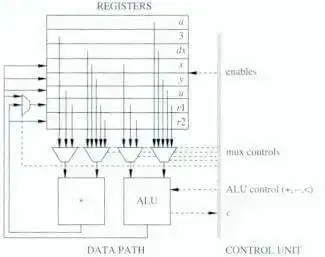 REGISTERS
a
3
dx
x
y
u
r1
r2
enables
mux controls
*
ALU
ALU control (+,−,<)
c
DATA PATH
CONTROL UNIT